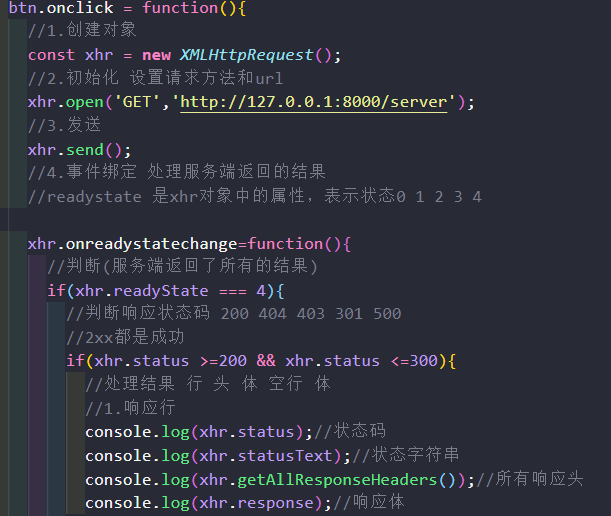 btn.onclick = function(){
//1.创建对象
const xhr = new XMLHttpRequest();
//2.初始化 设置请求方法和url
xhr.open('GET','http://127.0.0.1:8000/server');
//3.发送
xhr.send();
//4.事件绑定 处理服务端返回的结果
//readystate 是xhr对象中的属性，表示状态0 1 2 3 4
xhr.onreadystatechange=function(){
//判断(服务端返回了所有的结果)
if(xhr.readyState === 4){
//判断响应状态码 200 404 403 301 500
//2xx都是成功
if(xhr.status >=200 && xhr.status <=300){
//处理结果 行 头 体 空行 体
//1.响应行
console.log(xhr.status);//状态码
console.log(xhr.statusText);//状态字符串
console.log(xhr.getAllResponseHeaders());//所有响应头
console.log(xhr.response);//响应体